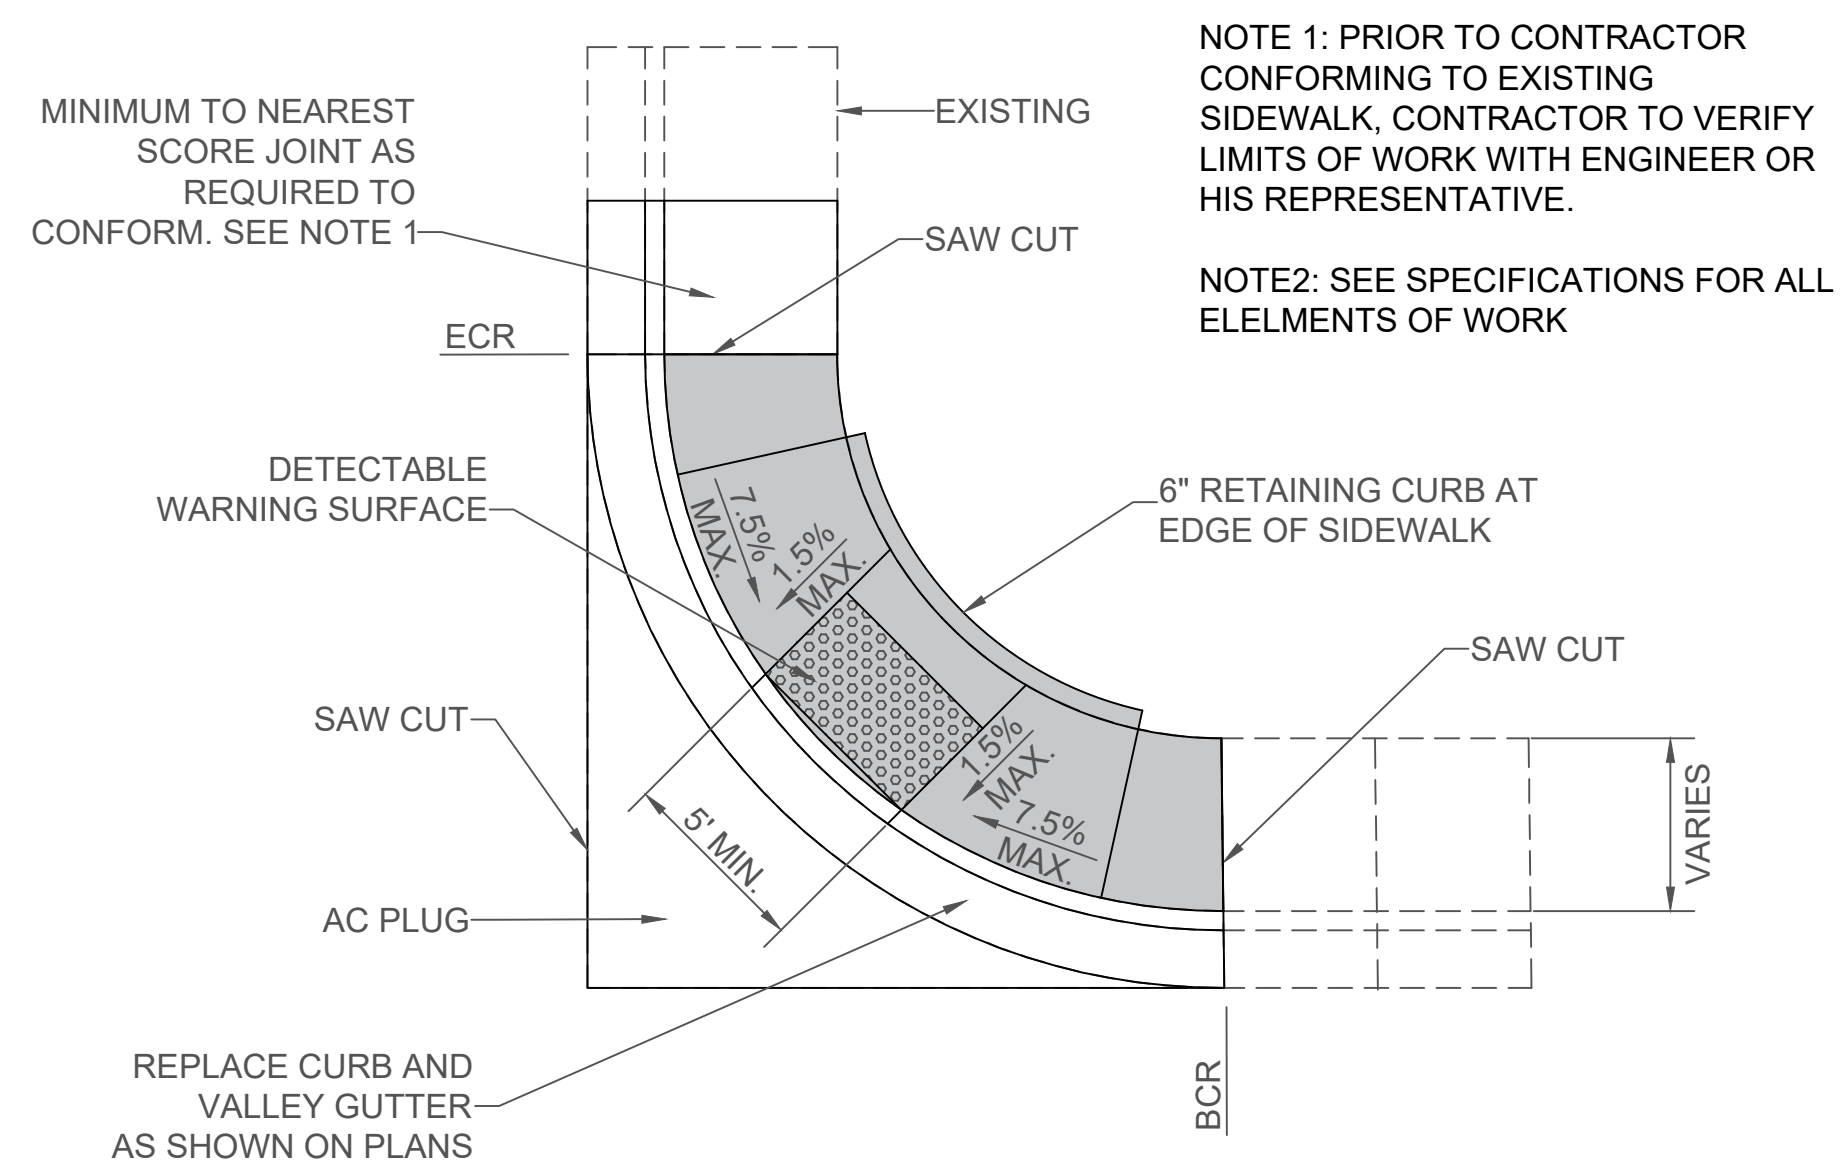 NOTE 1: PRIOR TO CONTRACTOR
CONFORMING TO EXISTING
SIDEWALK, CONTRACTOR TO VERIFY
LIMITS OF WORK WITH ENGINEER OR
HIS REPRESENTATIVE.
NOTE2: SEE SPECIFICATIONS FOR ALL
ELELMENTS OF WORK
MINIMUM TO NEAREST
SCORE JOINT AS
REQUIRED TO
CONFORM. SEE NOTE 1
EXISTING
SAW CUT
ECR
DETECTABLE
WARNING SURFACE
6" RETAINING CURB AT
EDGE OF SIDEWALK
7.5%
MAX.
1.5%
MAX.
SAW CUT
SAW CUT
1.5%
MAX.
7.5%
MAX.
5' MIN.
VARIES
AC PLUG
REPLACE CURB AND
VALLEY GUTTER
AS SHOWN ON PLANS
BCR